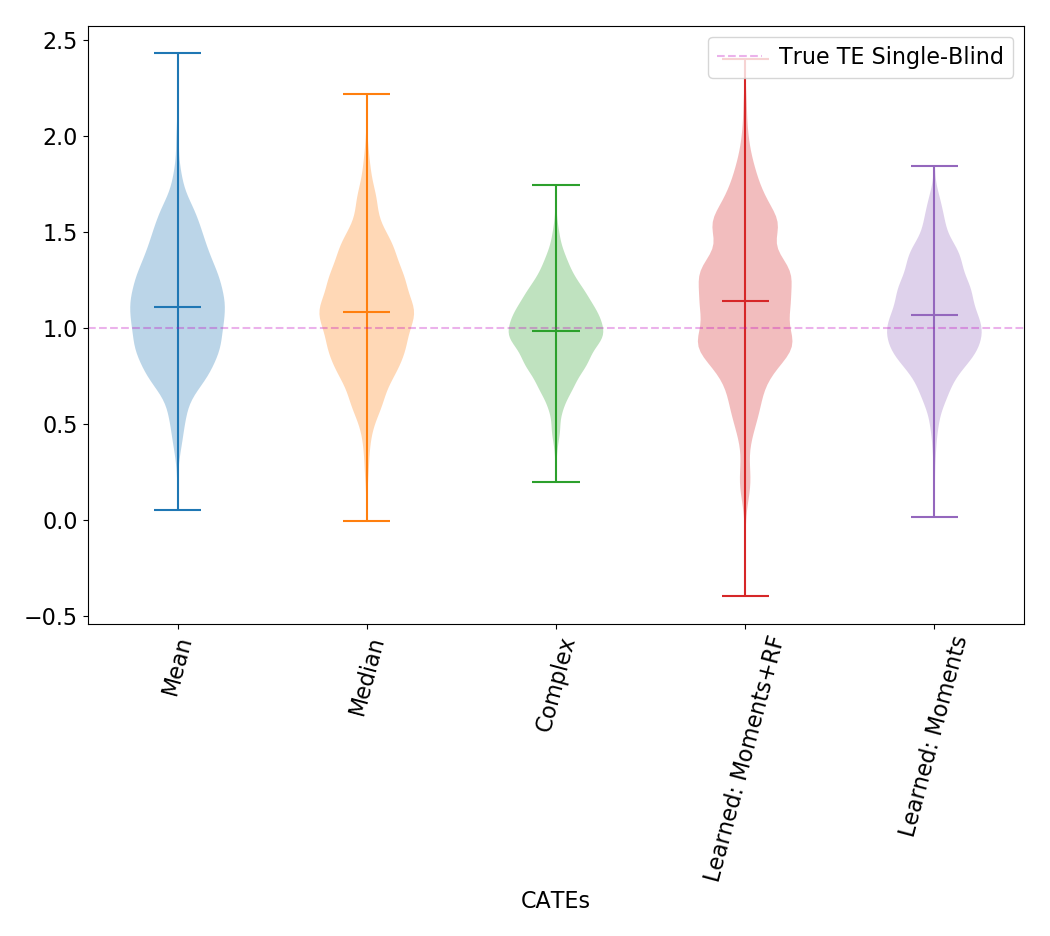 True TE Single-Blind
2.5
2.0
1.5
1.0
0.5
0.0
−0.5
Mean
Median
Complex
Learned: Moments+RF
Learned: Moments
CATEs